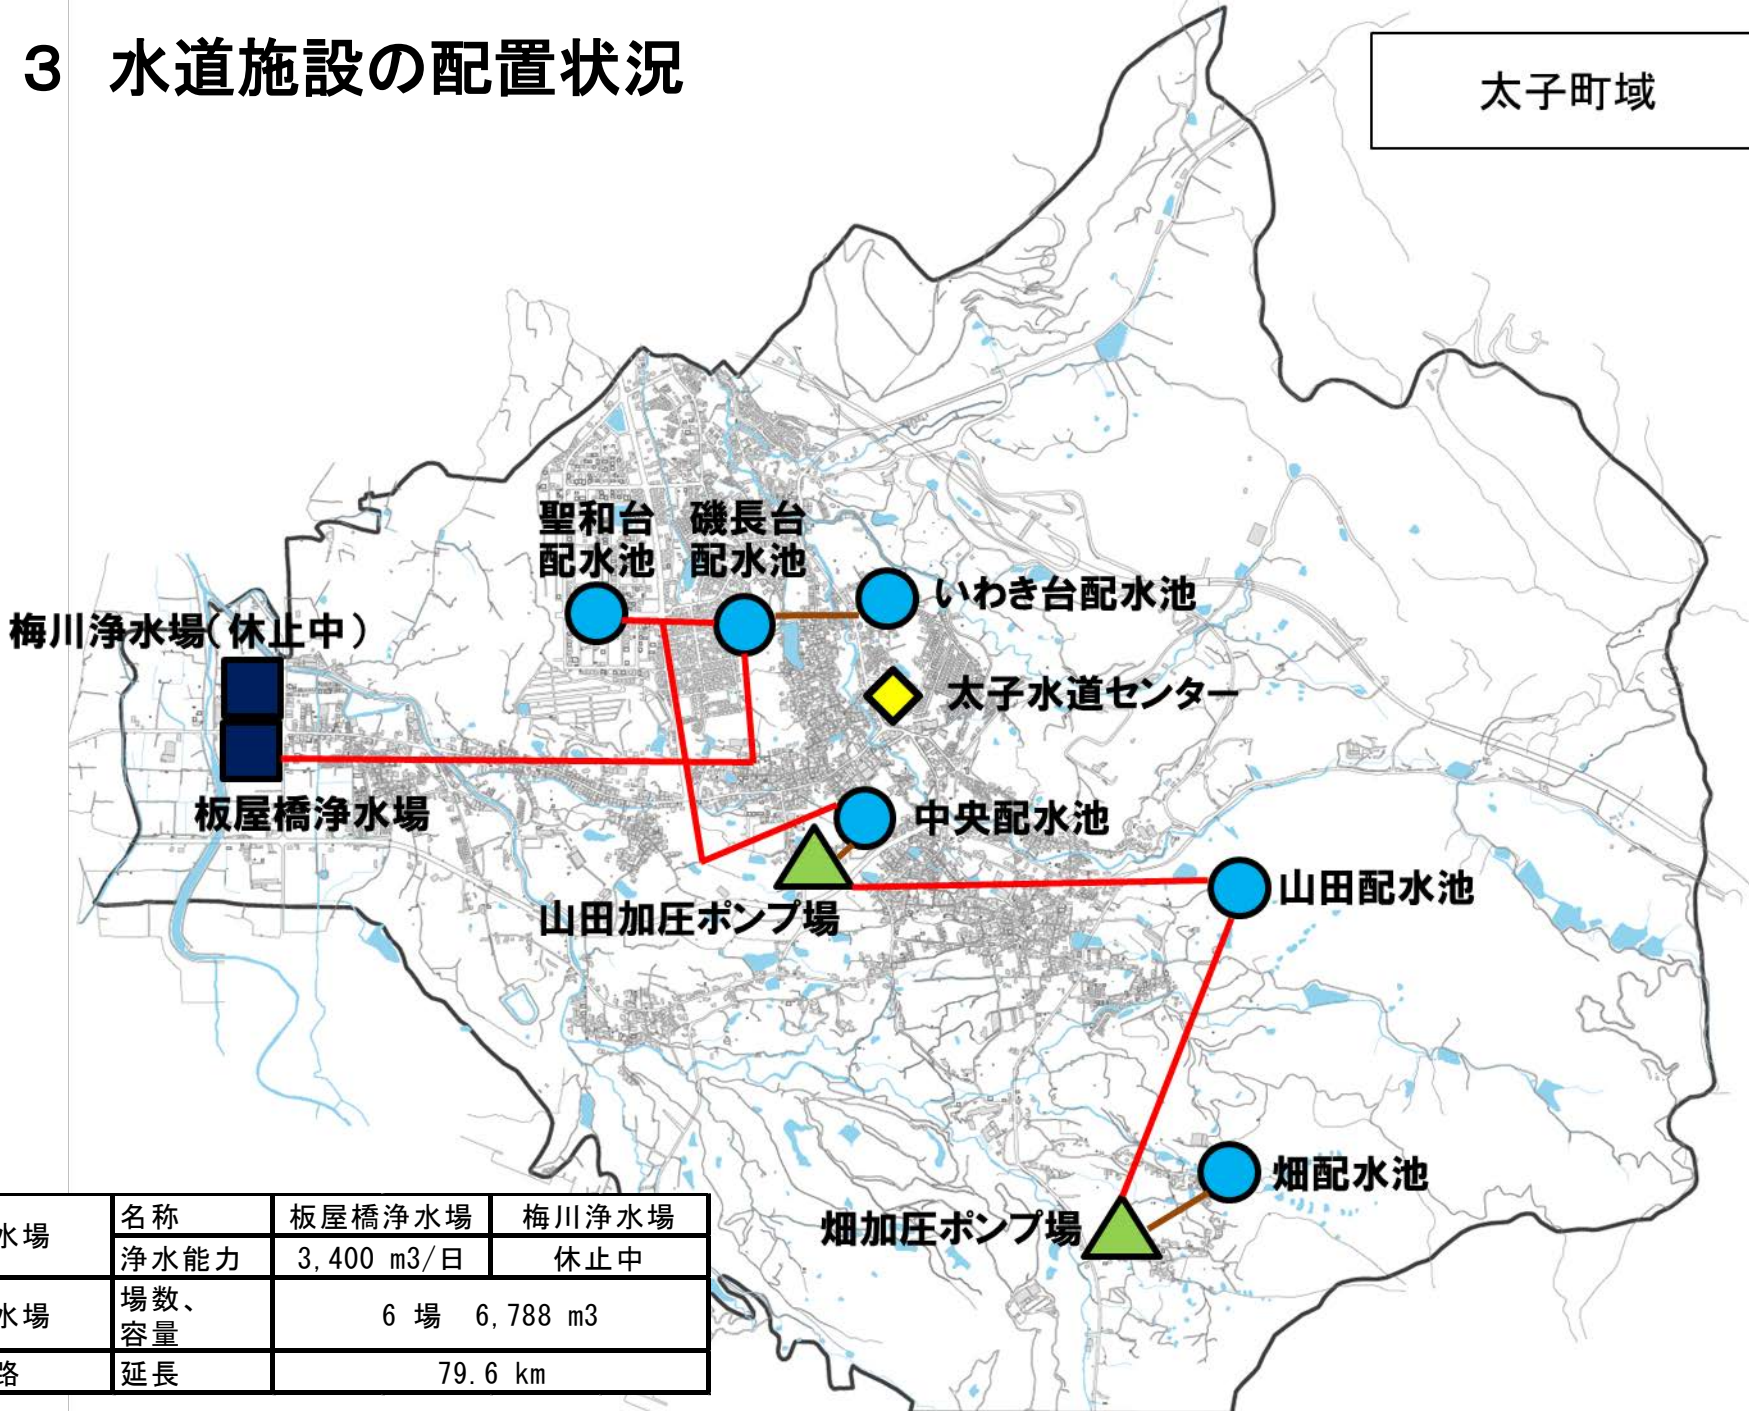 3 水道施設の配置状況
太子町域
聖和台
配水池
磯長台
配水池
いわき台配水池
梅川浄水場(休止中)
太子水道センター
板屋橋浄水場
中央配水池
山田配水池
山田加圧ポンプ場
畑配水池
畑加圧ポンプ場
水場 名称 板屋橋浄水場 梅川浄水場
浄水能力 3,400 m3/日 休止中
水場 場数、容量 6 場 6,788 m3
路 延長 79.6 km